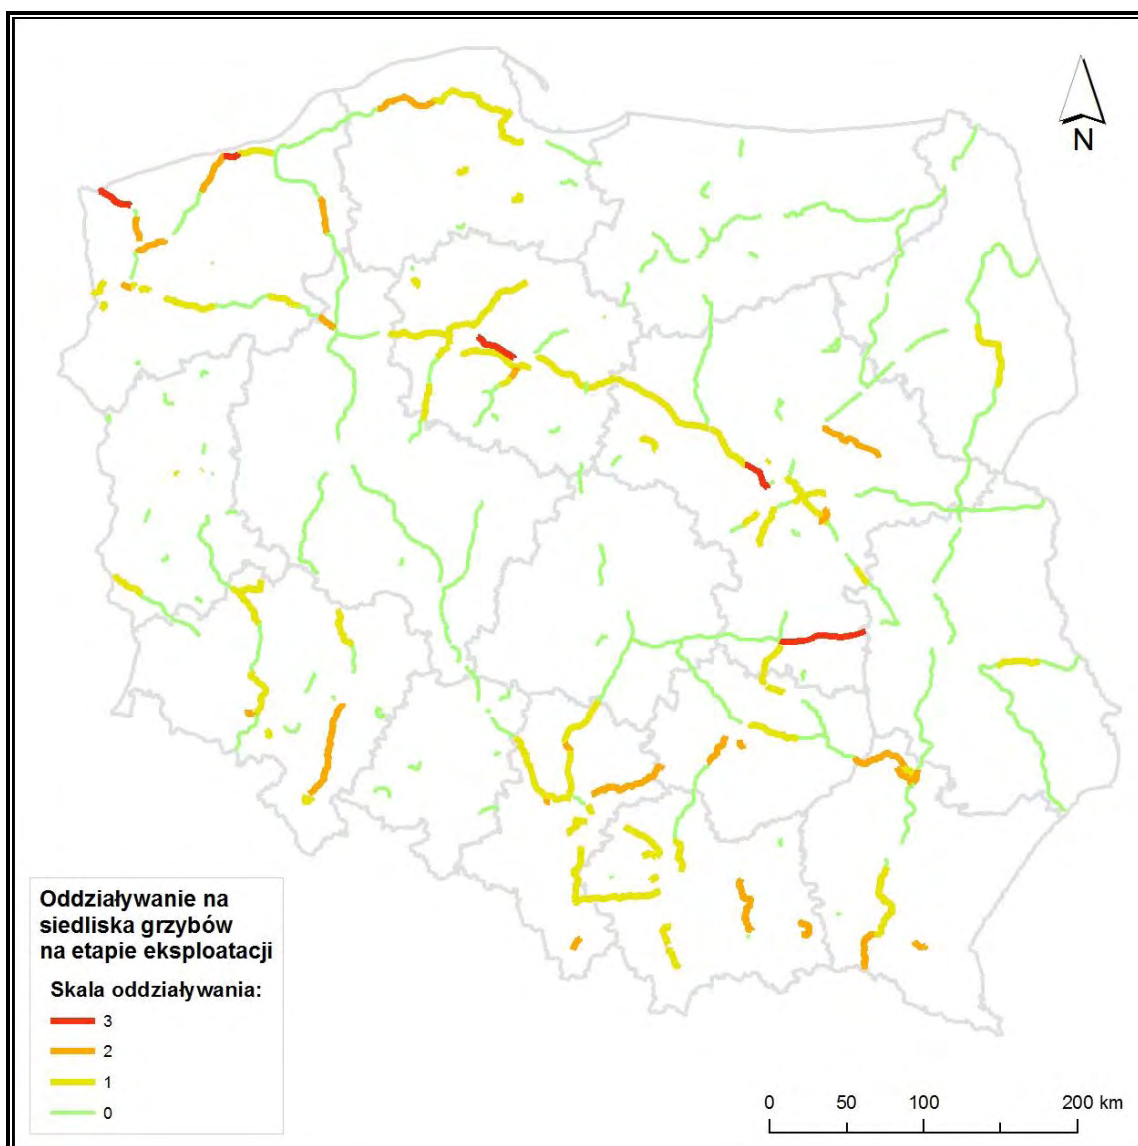 N
Oddziaływanie na
siedliska grzybów
na etapie eksploatacji
Skala oddziaływania:
3
2
1
0
0 50 100 200 km